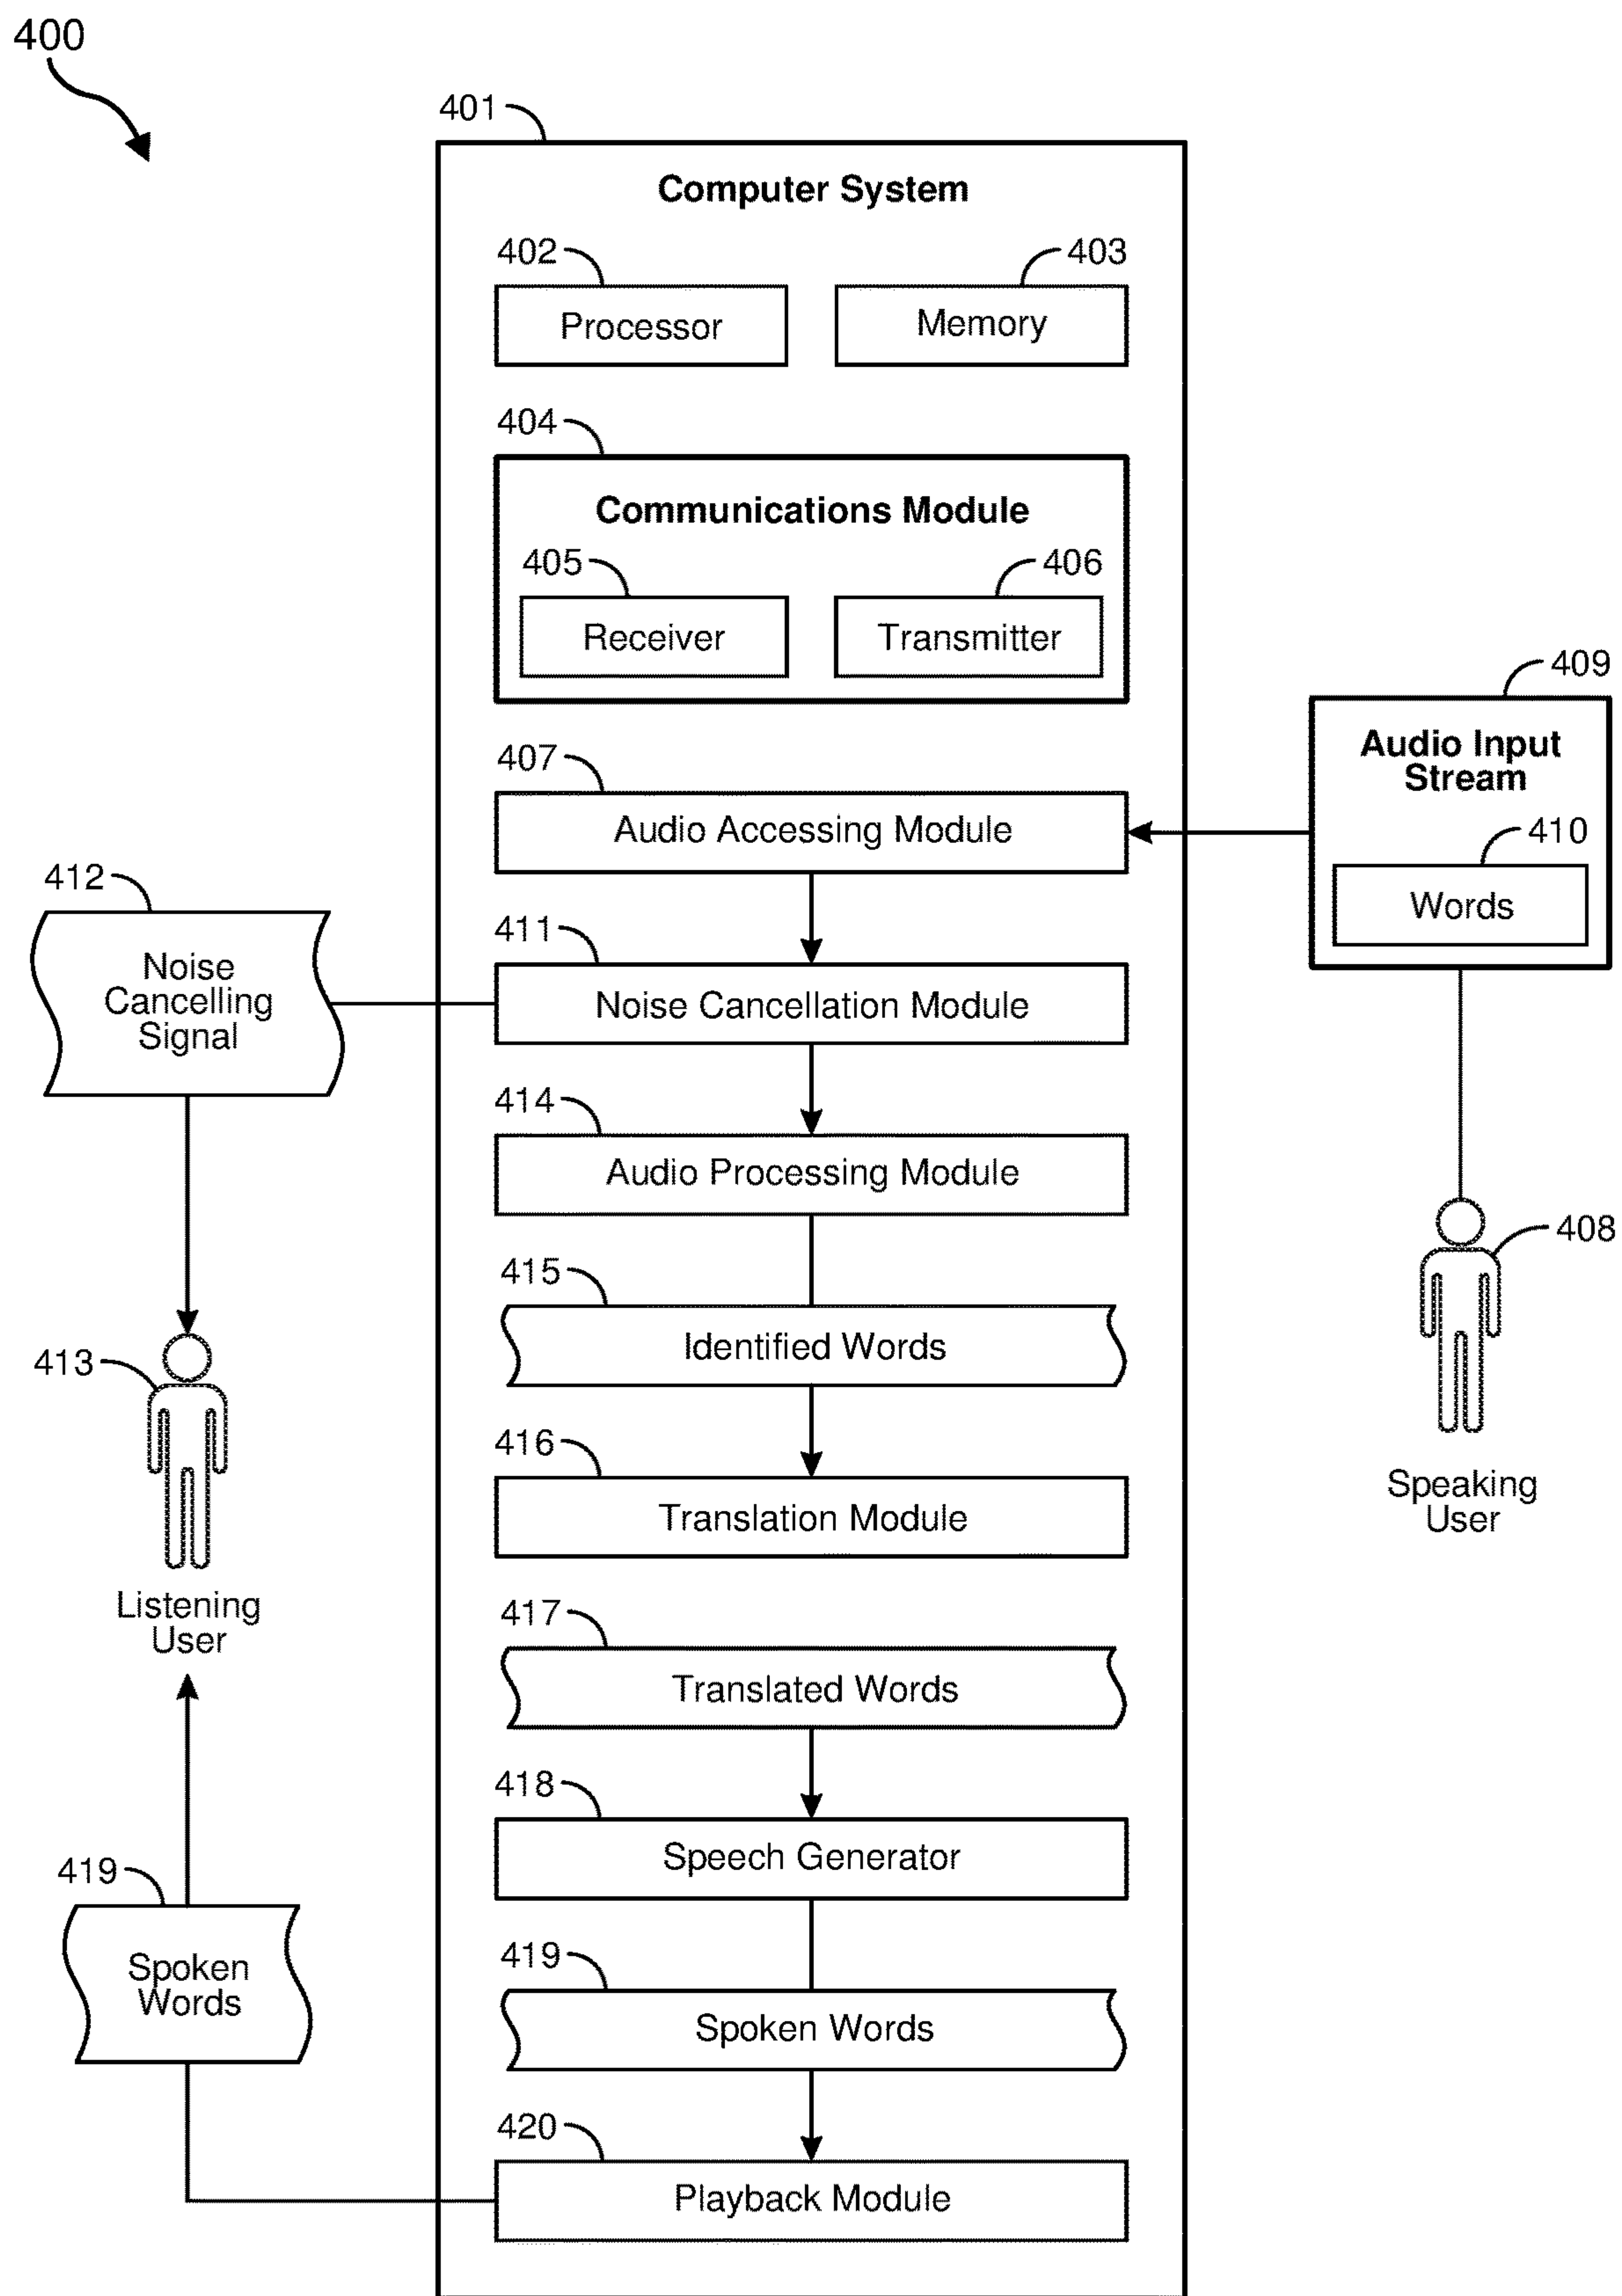 400
401
Computer System
402
403
Processor
Memory
404
Communications Module
405
406
Receiver
Transmitter
409
Audio Input
Stream
410
Words
407
Audio Accessing Module
412
Noise
Cancelling
Signal
411
Noise Cancellation Module
414
Audio Processing Module
408
Speaking
User
415
Identified Words
413
Listening
User
416
Translation Module
417
Translated Words
418
Speech Generator
419
Spoken
Words
419
Spoken Words
420
Playback Module